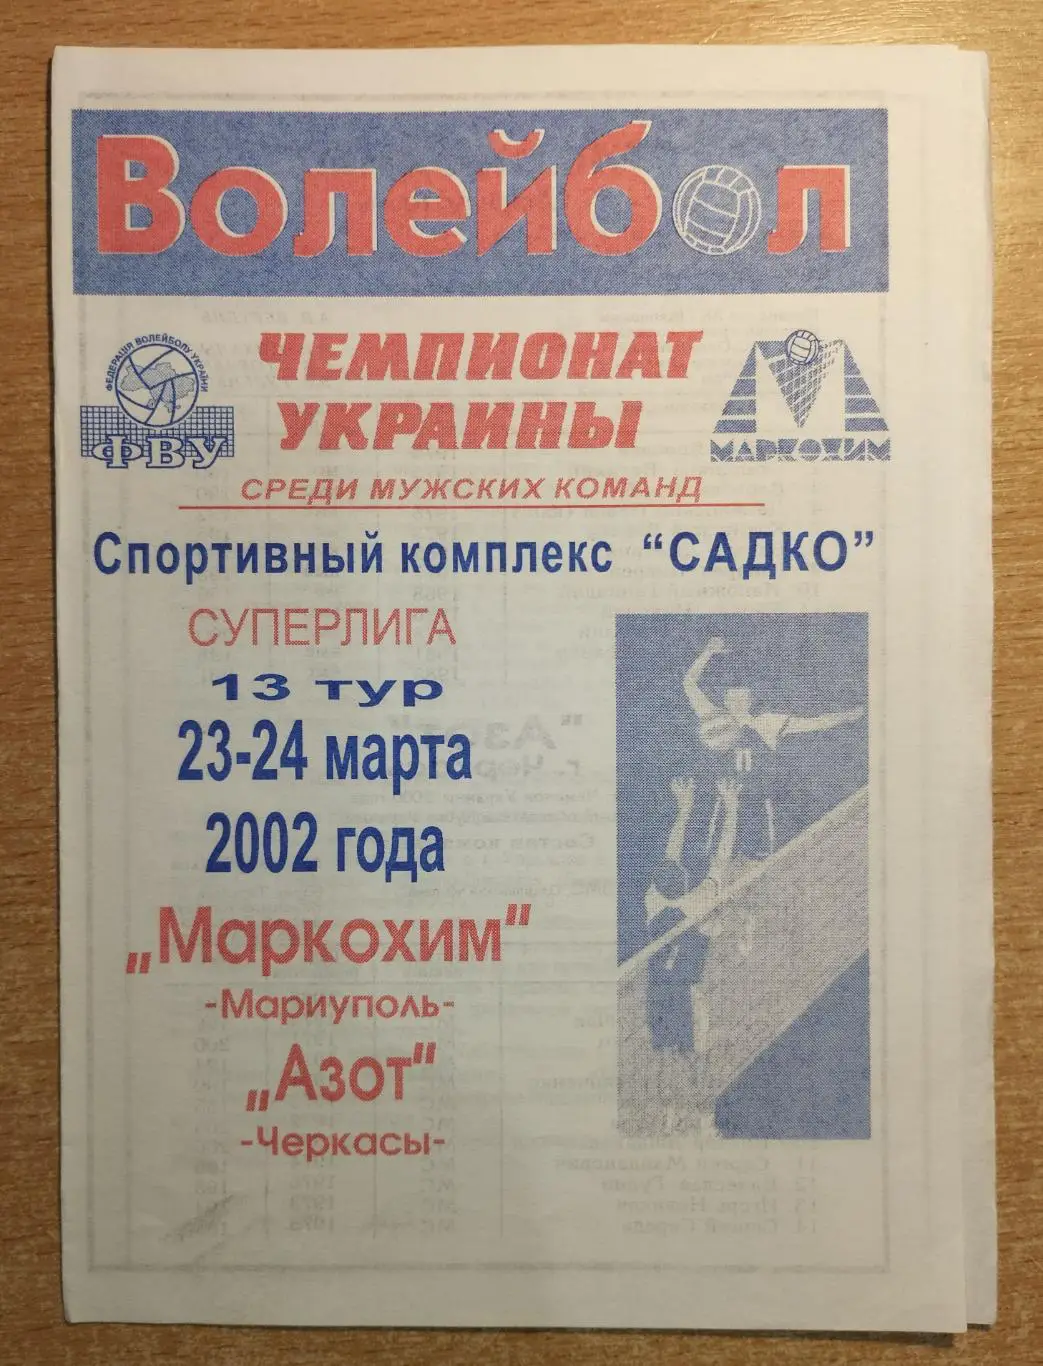 Волейбол
ФЕДЕРАЦІЯ ВОЛЕЙБОЛУ УКРАЇНИ
ФВУ
ЧЕМПИОНАТ
УКРАИНЫ
МАРКОХИМ
СРЕДИ МУЖСКИХ КОМАНД
Спортивный комплекс "САДКО"
СУПЕРЛИГА
13 тур
23-24 марта
2002 года
„Маркохим"
-Мариуполь-
„Азот"
-Черкасы-